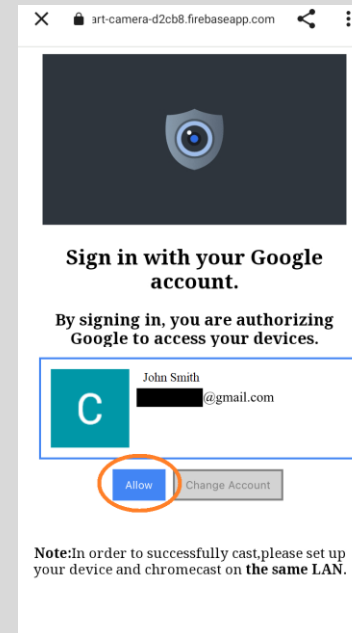 art-camera-d2cb8.firebaseapp.com
Sign in with your Google
account.
By signing in, you are authorizing
Google to access your devices.
C
John Smith
@gmail.com
Allow
Change Account
Note:In order to successfully cast,please set up
your device and chromecast on the same LAN.